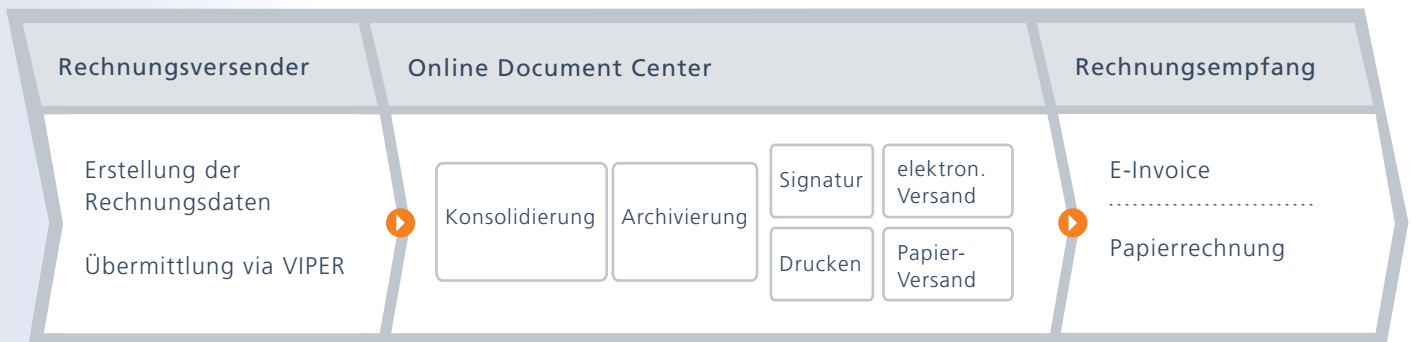 Rechnungsversender
Erstellung der
Rechnungsdaten
Übermittlung via VIPER
Online Document Center
Konsolidierung
Archivierung
Signatur
elektron.
Versand
Drucken
Papier-
Versand
Rechnungsempfang
E-Invoice
Papierrechnung